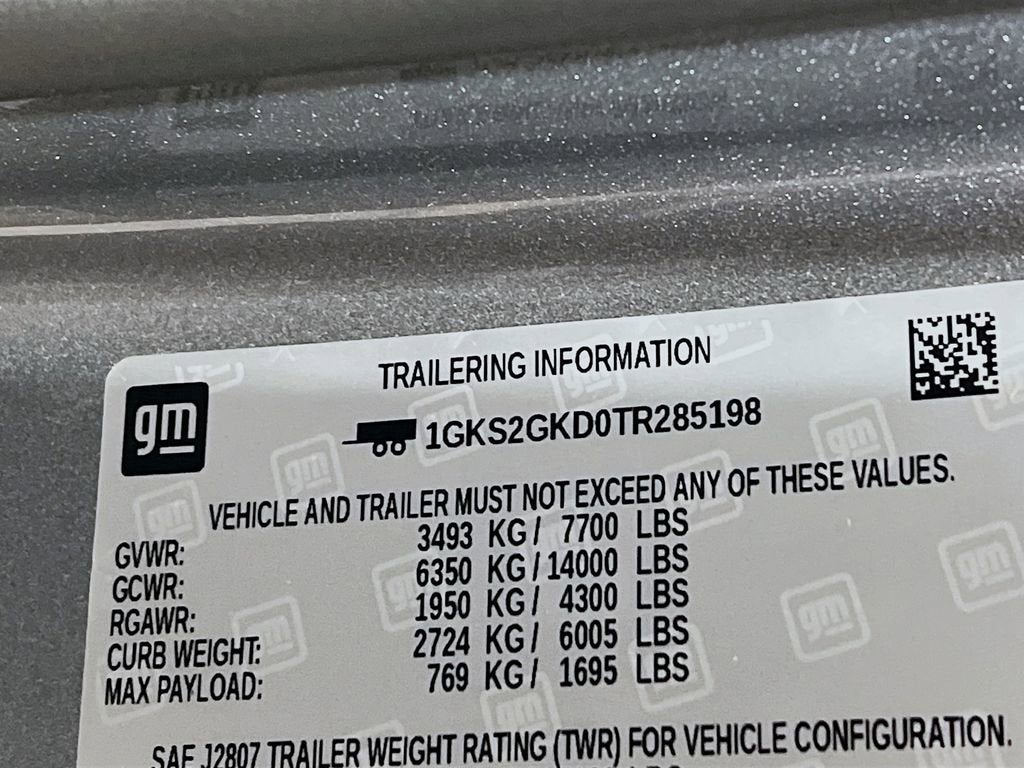 TRAILERING INFORMATION
gm
1GKS2GKD0TR285198
VEHICLE AND TRAILER MUST NOT EXCEED ANY OF THESE VALUES.
GVWR: 3493 KG/ 7700 LBS
GCWR: 6350 KG/14000 LBS
RGAWR: 1950 KG/ 4300 LBS
CURB WEIGHT: 2724 KG/ 6005 LBS
MAX PAYLOAD: 769 KG/ 1695 LBS
SAE J2807 TRAILER WEIGHT RATING (TWR) FOR VEHICLE CONFIGURATION.